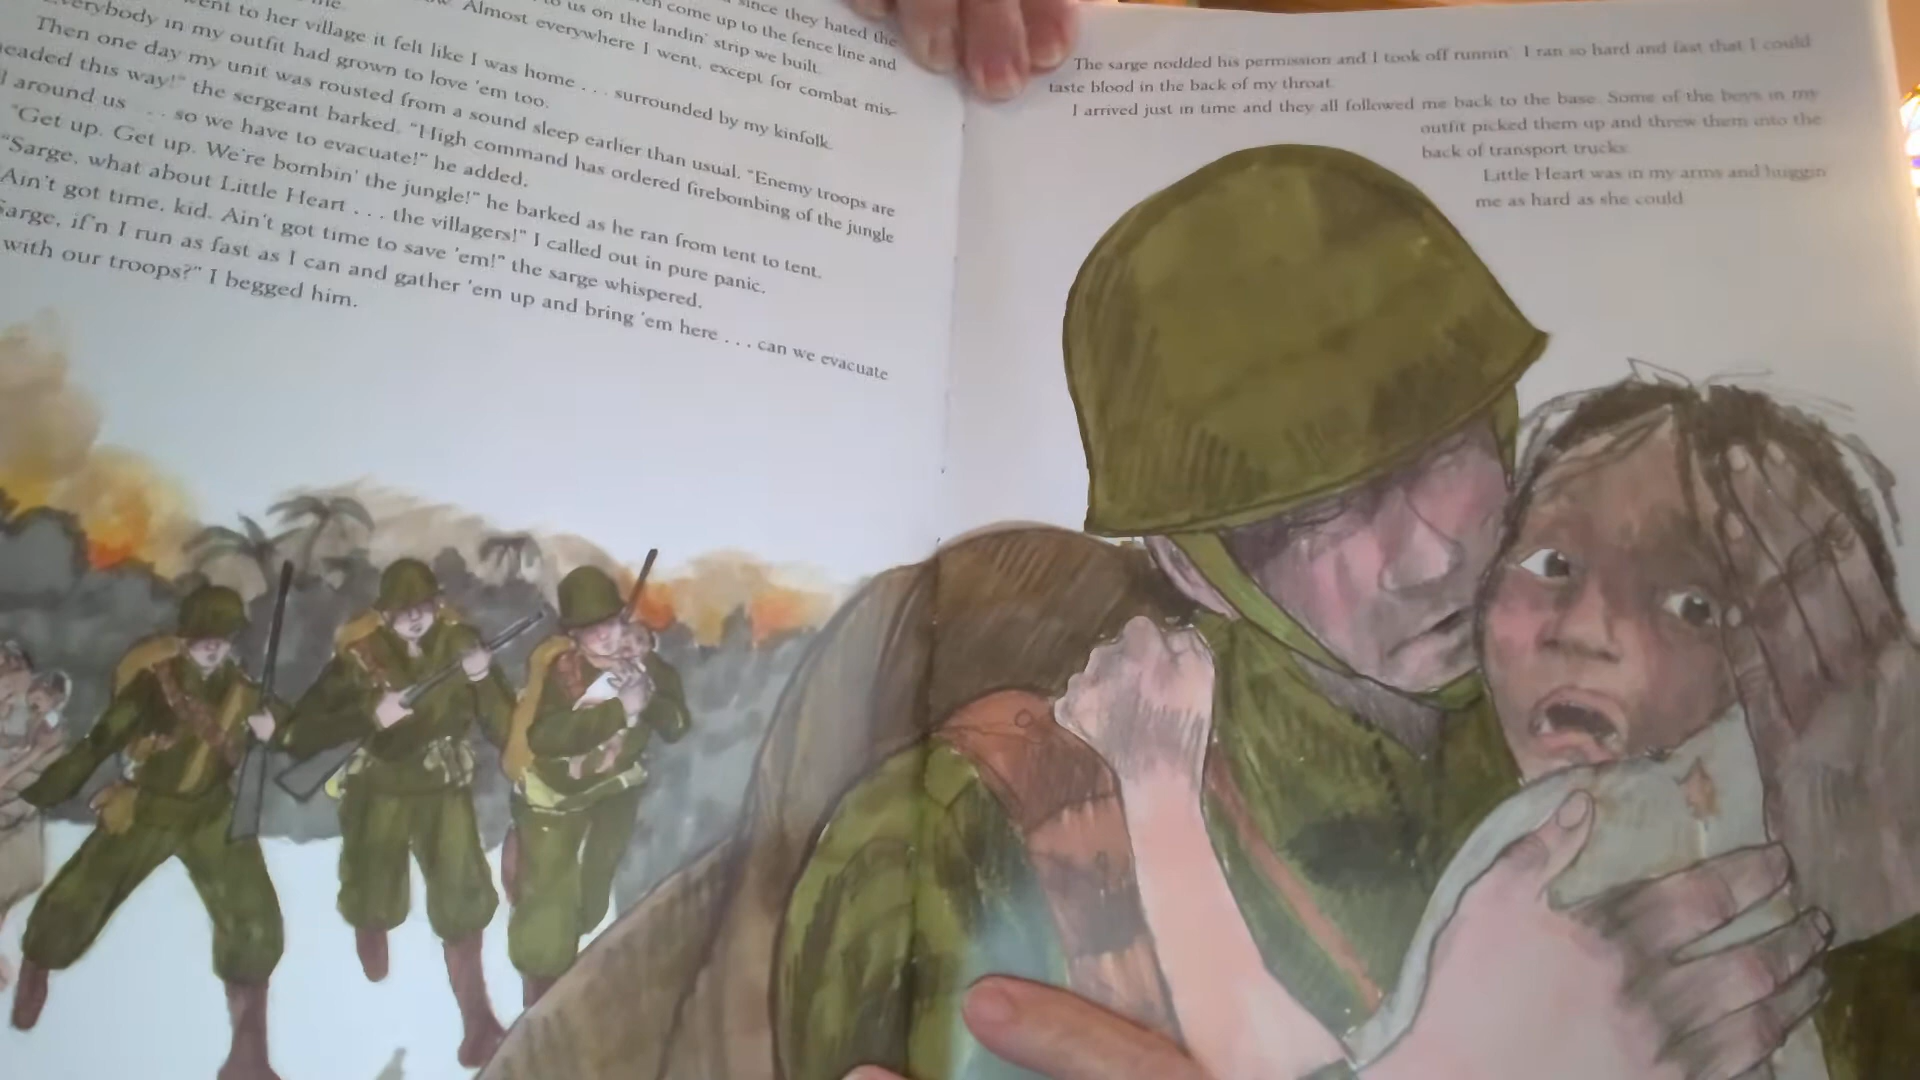 since they hated the
come up to the fence line and
to us on the landin' strip we built.
Almost everywhere I went, except for combat mis-
me.
went to her village it felt like I was home . . . surrounded by my kinfolk.
Everybody in my outfit had grown to love 'em too.
Then one day my unit was rousted from a sound sleep earlier than usual. "Enemy troops are
headed this way!" the sergeant barked. "High command has ordered firebombing of the jungle
around us . . . so we have to evacuate!" he added.
"Get up. Get up. We're bombin' the jungle!" he barked as he ran from tent to tent.
"Sarge, what about Little Heart . . . the villagers!" I called out in pure panic.
Ain't got time, kid. Ain't got time to save 'em!" the sarge whispered.
Sarge, if'n I run as fast as I can and gather 'em up and bring 'em here . . . can we evacuate
with our troops?" I begged him.
The sarge nodded his permission and I took off runnin'. I ran so hard and fast that I could
taste blood in the back of my throat.
I arrived just in time and they all followed me back to the base. Some of the boys in my
outfit picked them up and threw them into the
back of transport trucks.
Little Heart was in my arms and huggin'
me as hard as she could.